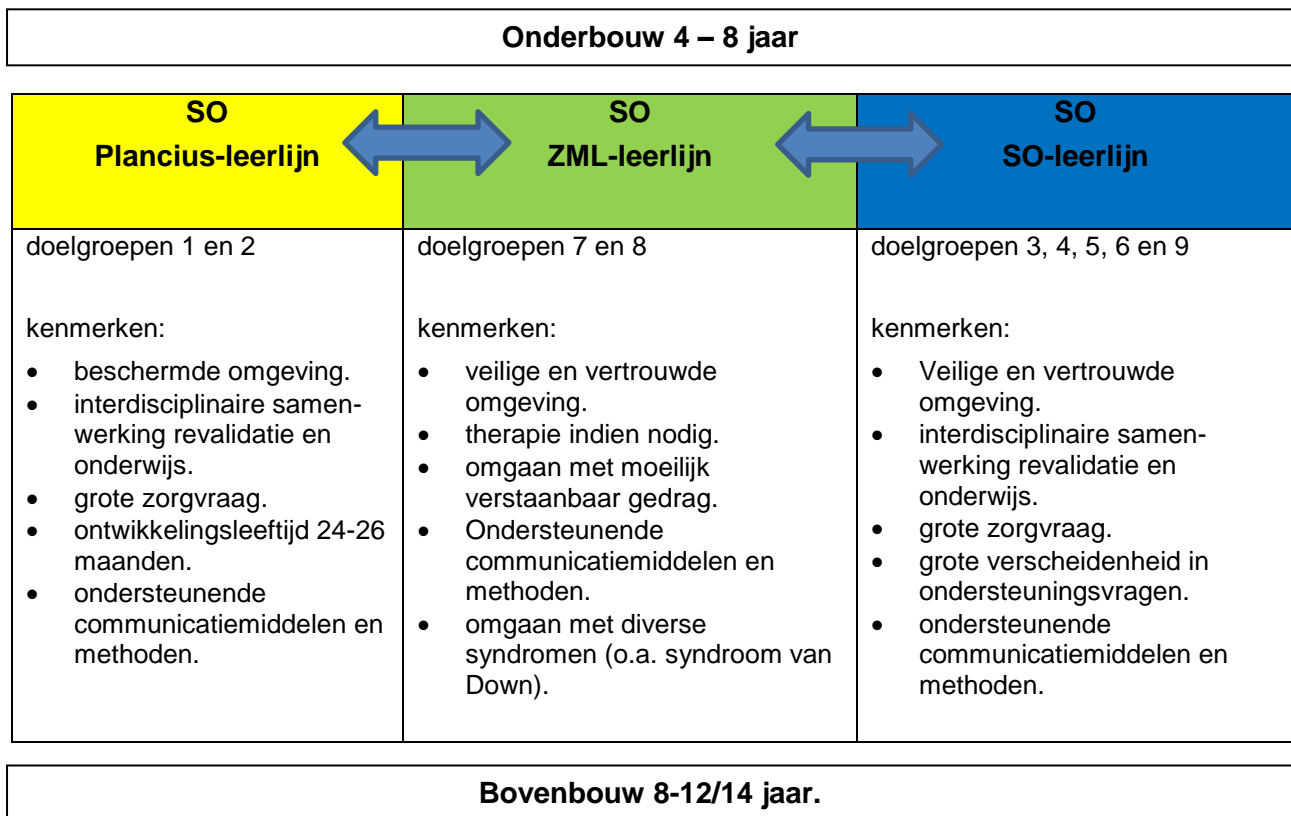 Onderbouw 4 – 8 jaar
SO
Plancius-leerlijn
SO
ZML-leerlijn
SO
SO-leerlijn
doelgroepen 1 en 2
kenmerken:
• beschermde omgeving.
• interdisciplinaire samen-
werking revalidatie en
onderwijs.
• grote zorgvraag.
• ontwikkelingsleeftijd 24-26
maanden.
• ondersteunende
communicatiemiddelen en
methoden.
doelgroepen 7 en 8
kenmerken:
• veilige en vertrouwde
omgeving.
• therapie indien nodig.
• omgaan met moeilijk
verstaanbaar gedrag.
• Ondersteunende
communicatiemiddelen en
methoden.
• omgaan met diverse
syndromen (o.a. syndroom van
Down).
doelgroepen 3, 4, 5, 6 en 9
kenmerken:
• Veilige en vertrouwde
omgeving.
• interdisciplinaire samen-
werking revalidatie en
onderwijs.
• grote zorgvraag.
• grote verscheidenheid in
ondersteuningsvragen.
• ondersteunende
communicatiemiddelen en
methoden.
Bovenbouw 8-12/14 jaar.